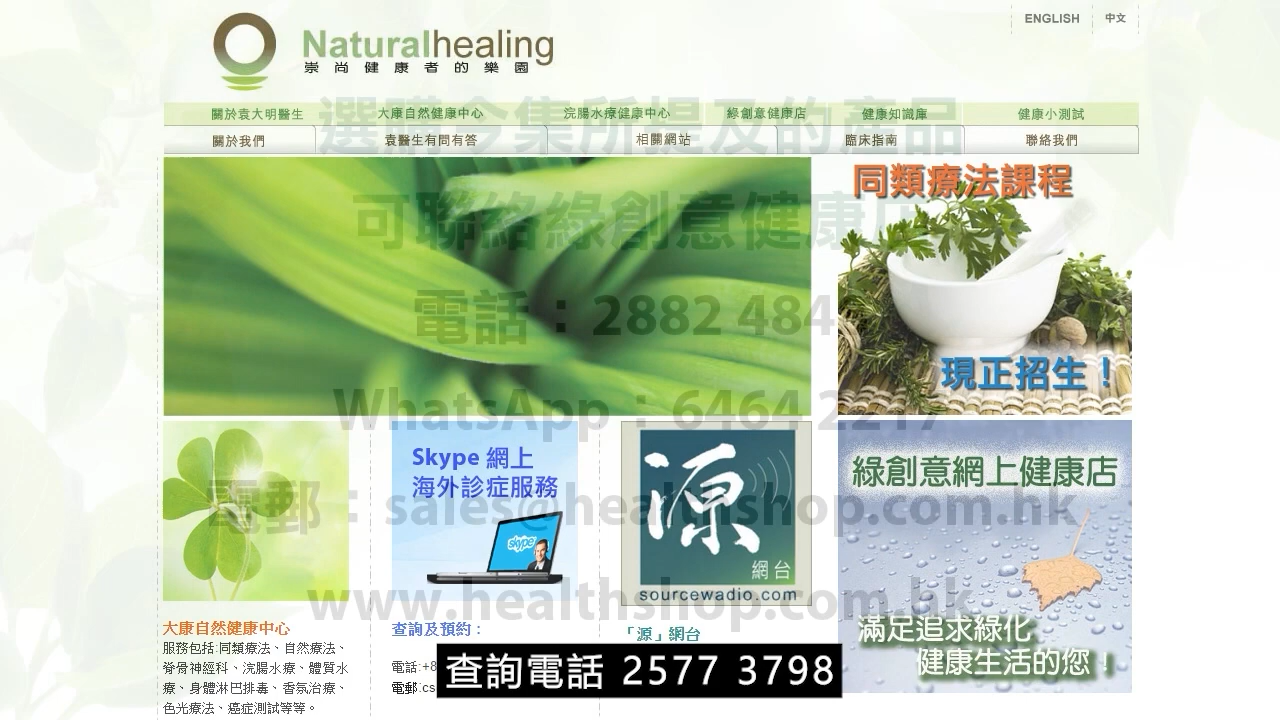 ENGLISH
中文
Naturalhealing
崇尚健康者的樂園
選購今集所提及的產品
關於袁大明醫生
大康自然健康中心
浣腸水療健康中心
綠創意健康店
健康知識庫
健康小測試
關於我們
袁醫生有問有答
相關網站
臨床指南
聯絡我們
同類療法課程
可聯絡綠創意健康店
電話：2882 484
現正招生！
WhatsApp：6464 2217
Skype 網上
海外診症服務
源
網台
sourcewadio.com
綠創意網上健康店
電郵：sales@healthshop.com.hk
www.healthshop.com.hk
滿足追求綠化
健康生活的您！
大康自然健康中心
服務包括:同類療法、自然療法、
脊骨神經科、浣腸水療、體因治
療、身體淋巴排毒、香薰治療、
色光療法、癌症測試等等。
查詢及預約：
電話:+8
電郵:cs
「源」網台
查詢電話 2577 3798